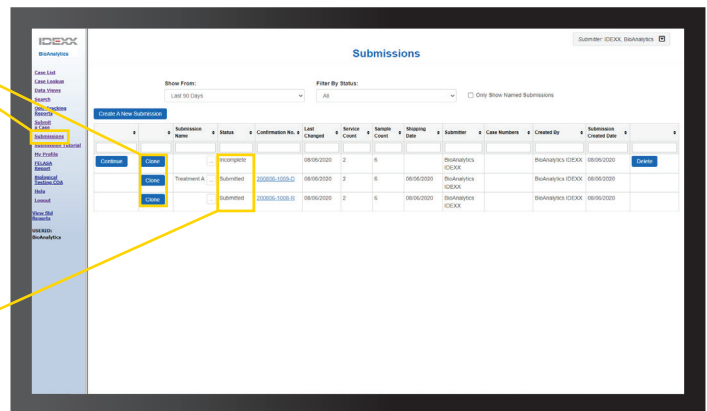 IDEXX
BioAnalytics
Submitter: IDEXX, BioAnalytics
Submissions
Case List
Case Lookup
Data Views
Search
Reports
Submit
a Case
Submissions
My Profile
FELASA
Report
Biological
Testing COA
Help
Logout
View Std
Reports
USERID:
BioAnalytics
Show From:
Filter By Status:
Last 90 Days
All
Only Show Named Submissions
Create A New Submission
Submission Name
Status
Confirmation No.
Last Changed
Service Count
Sample Count
Shipping Date
Submitter
Case Numbers
Created By
Submission Created Date
Continue
Clone
...
Incomplete
08/06/2020
2
6
BioAnalytics IDEXX
BioAnalytics IDEXX
08/06/2020
Delete
Clone
Treatment A
...
Submitted
200806-1009-D
08/06/2020
6
08/06/2020
BioAnalytics IDEXX
BioAnalytics IDEXX
08/06/2020
Clone
...
Submitted
08/06/2020
2
6
08/06/2020
BioAnalytics IDEXX
BioAnalytics IDEXX
08/06/2020